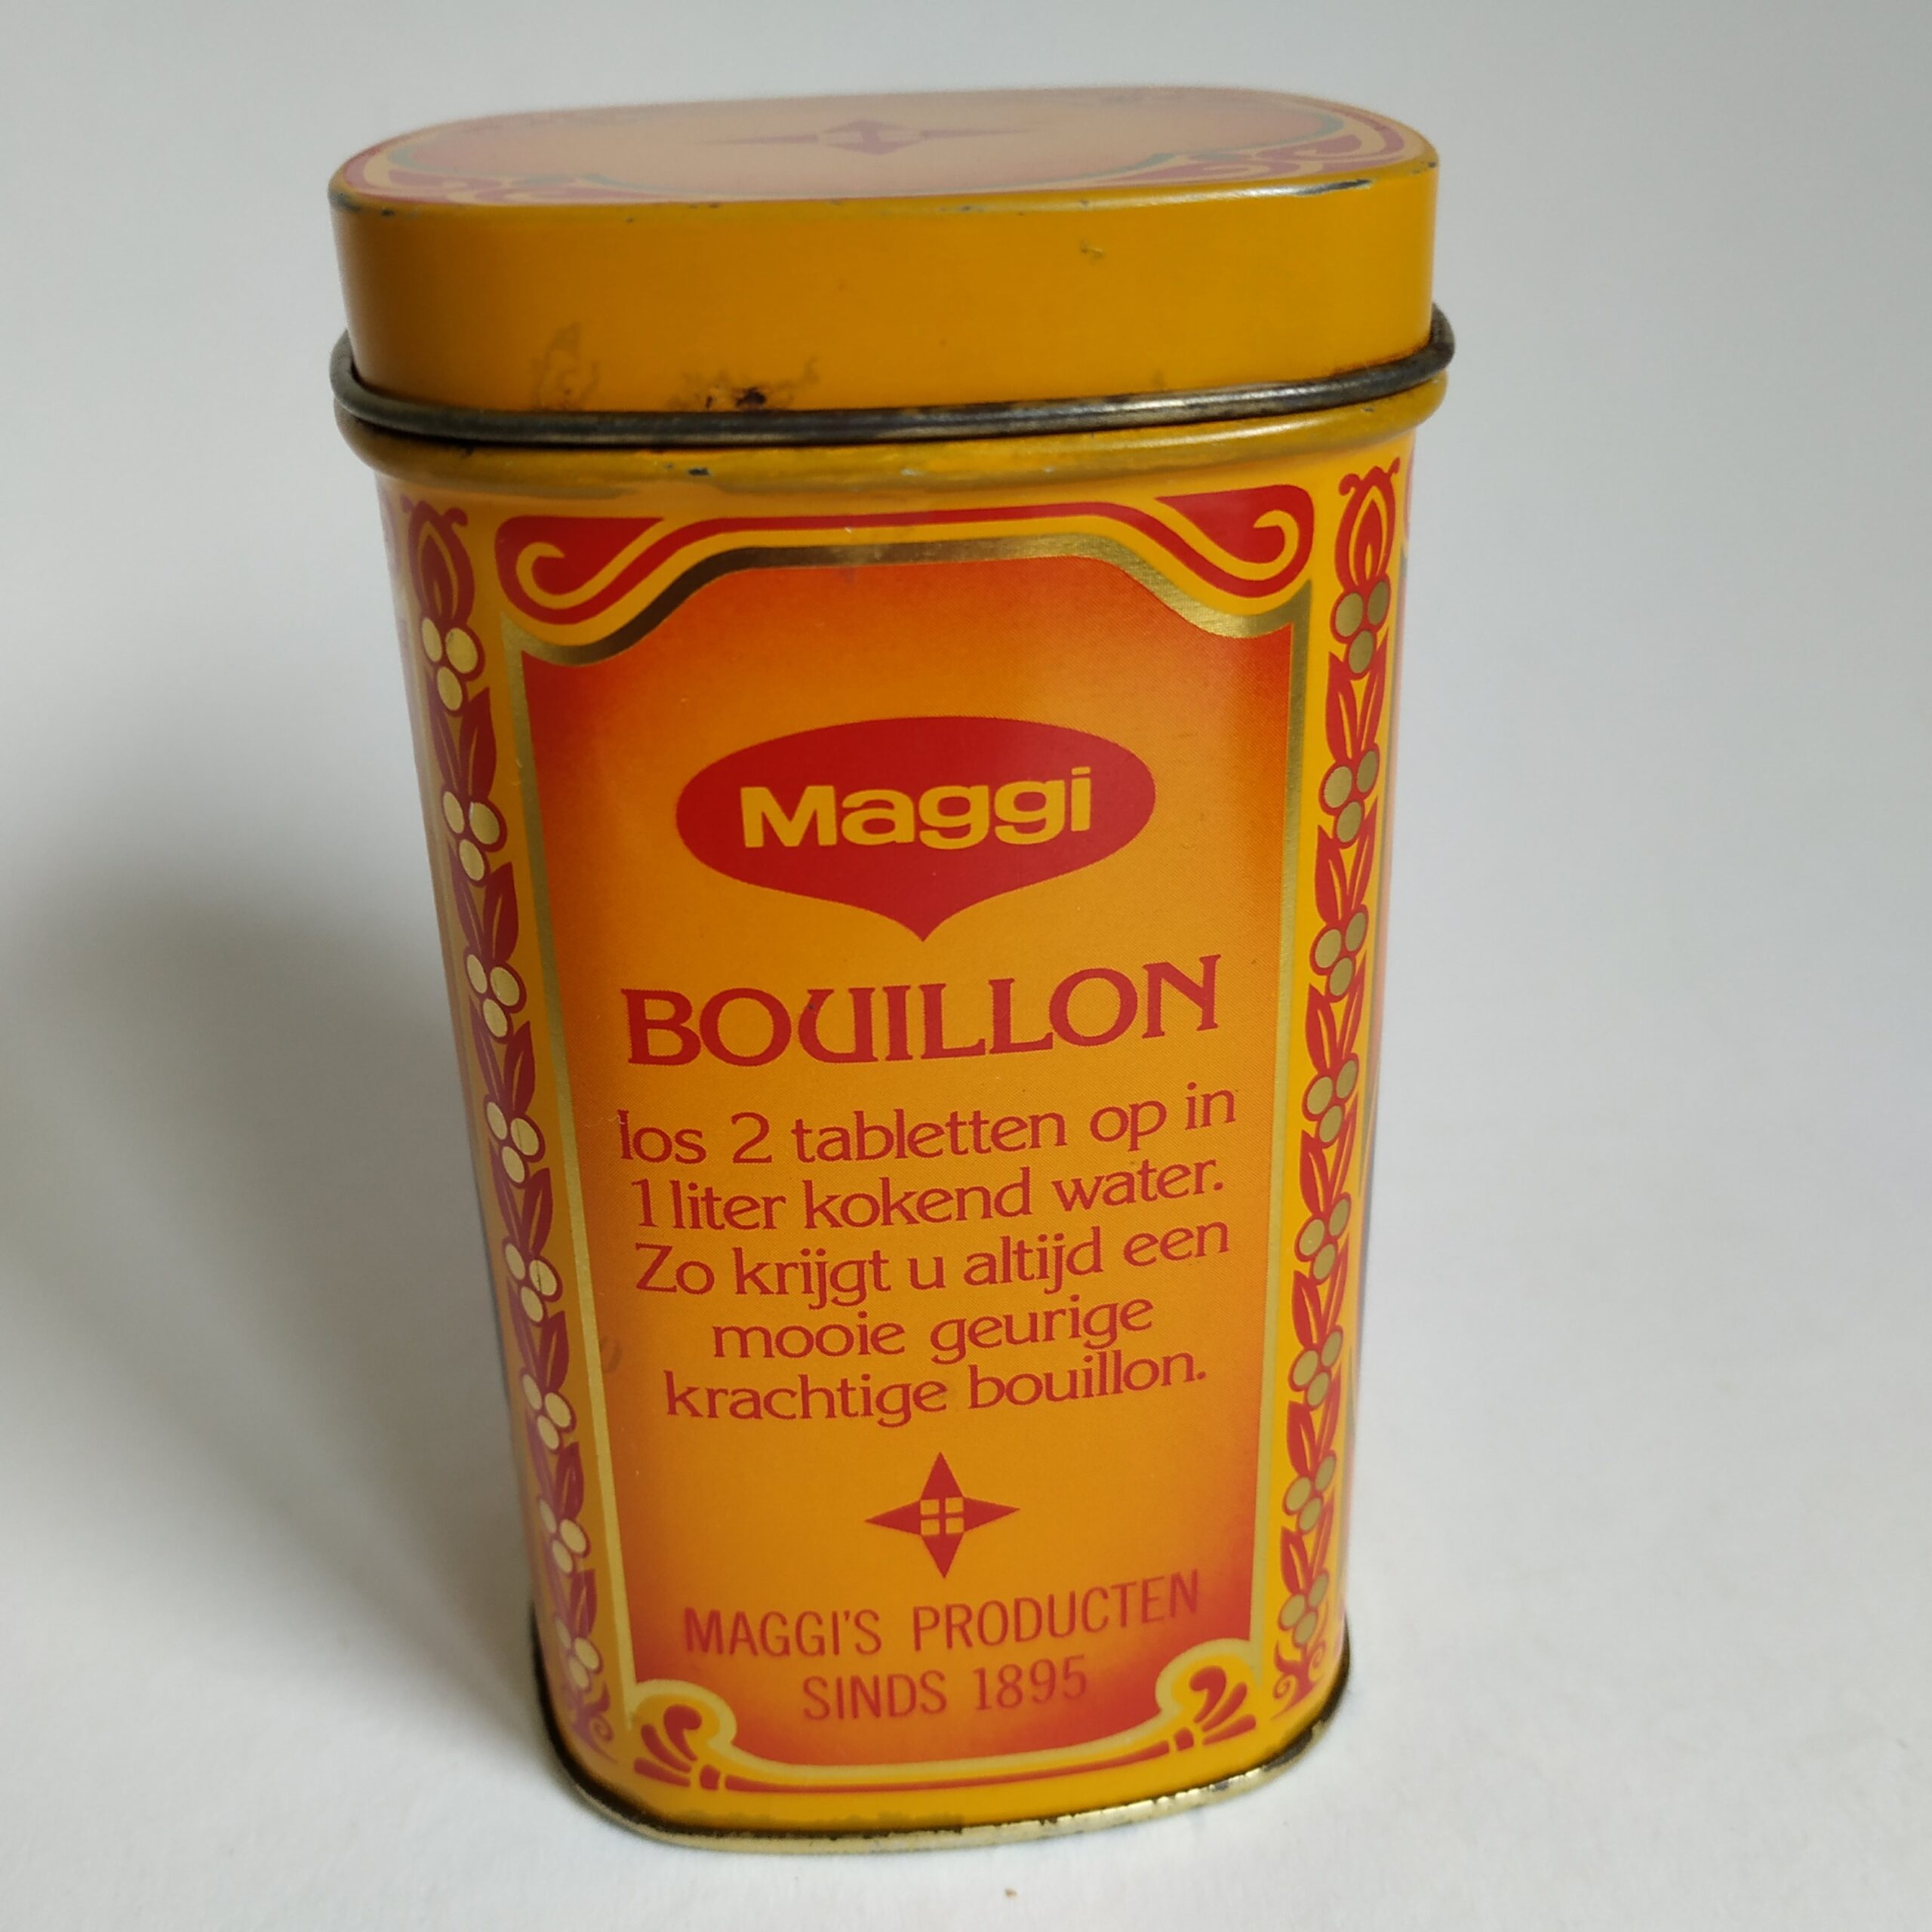 Maggi
BOUILLON
los 2 tabletten op in
1 liter kokend water.
Zo krijgt u altijd een
mooie geurige
krachtige bouillon.
MAGGI'S PRODUCTEN
SINDS 1895